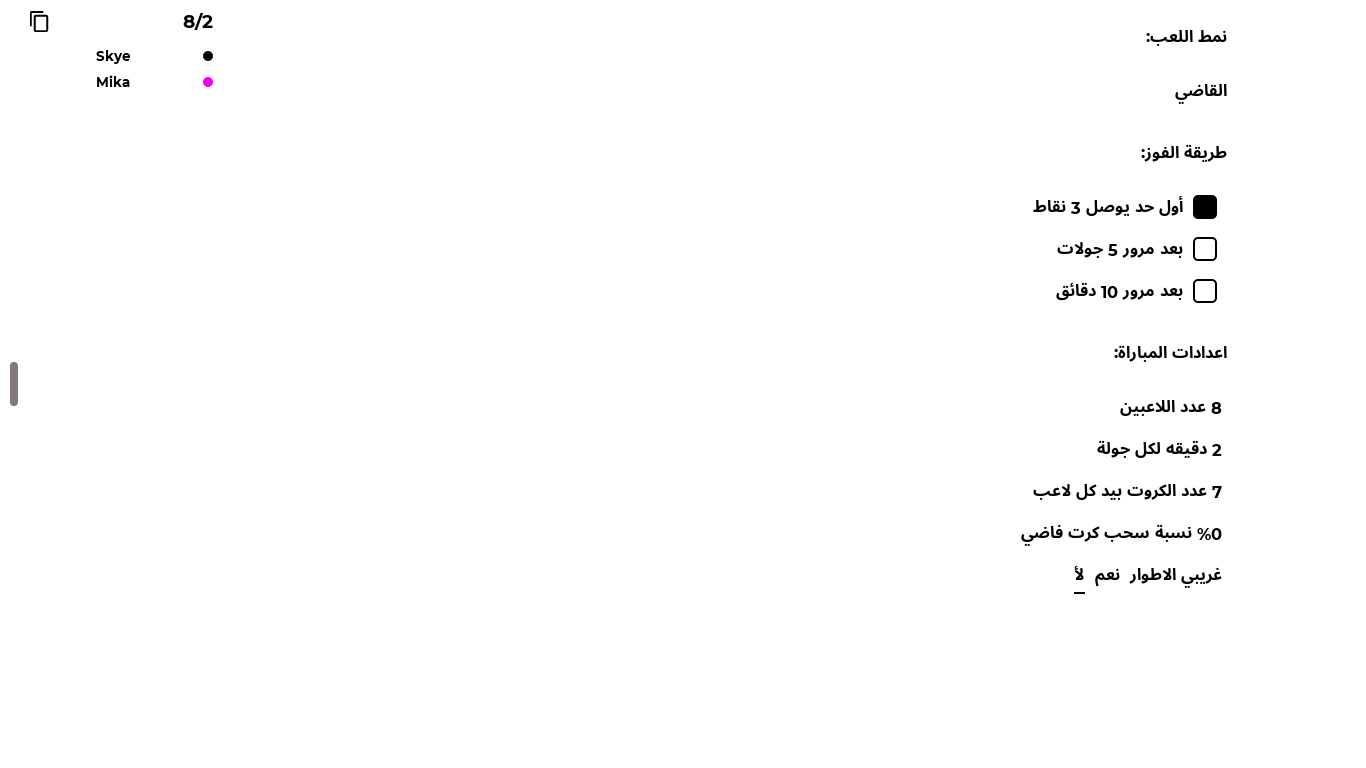 نمط اللعب:
القاضي
طريقة الفوز:
أول حد يوصل 3 نقاط
بعد مرور 5 جولات
بعد مرور 10 دقائق
اعدادات المباراة:
8 عدد اللاعبين
2 دقيقه لكل جولة
7 عدد الكروت بيد كل لاعب
%0 نسبة سحب كرت فاضي
غريبي الاطوار نعم لأ
8/2
Skye
Mika